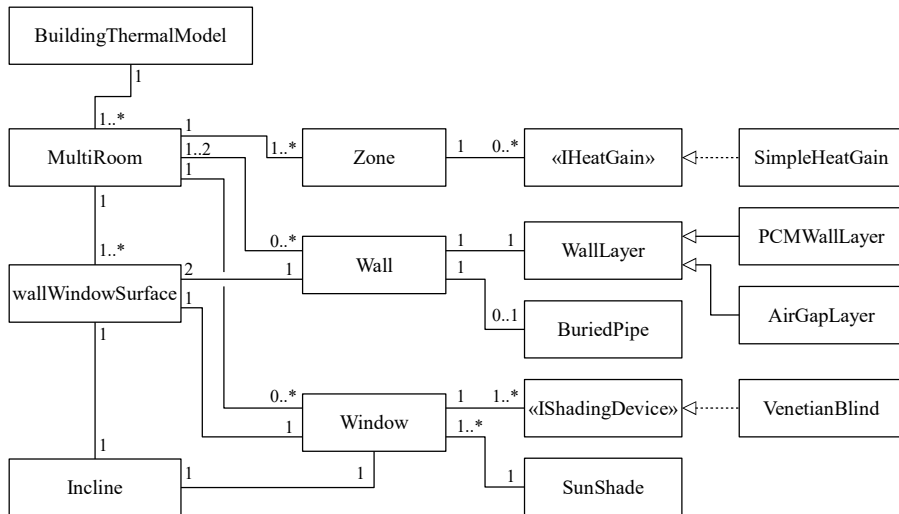 BuildingThermalModel
1
1..*
MultiRoom
1
1..2
1
1
1..*
Zone
1
0..*
«IHeatGain»
SimpleHeatGain
1..*
0..*
wallWindowSurface
2
1
1
1
Wall
1
1
1
WallLayer
PCMWallLayer
AirGapLayer
0..1
BuriedPipe
0..*
1
Window
1
1..*
1..*
«IShadingDevice»
VenetianBlind
1
SunShade
1
Incline
1
1